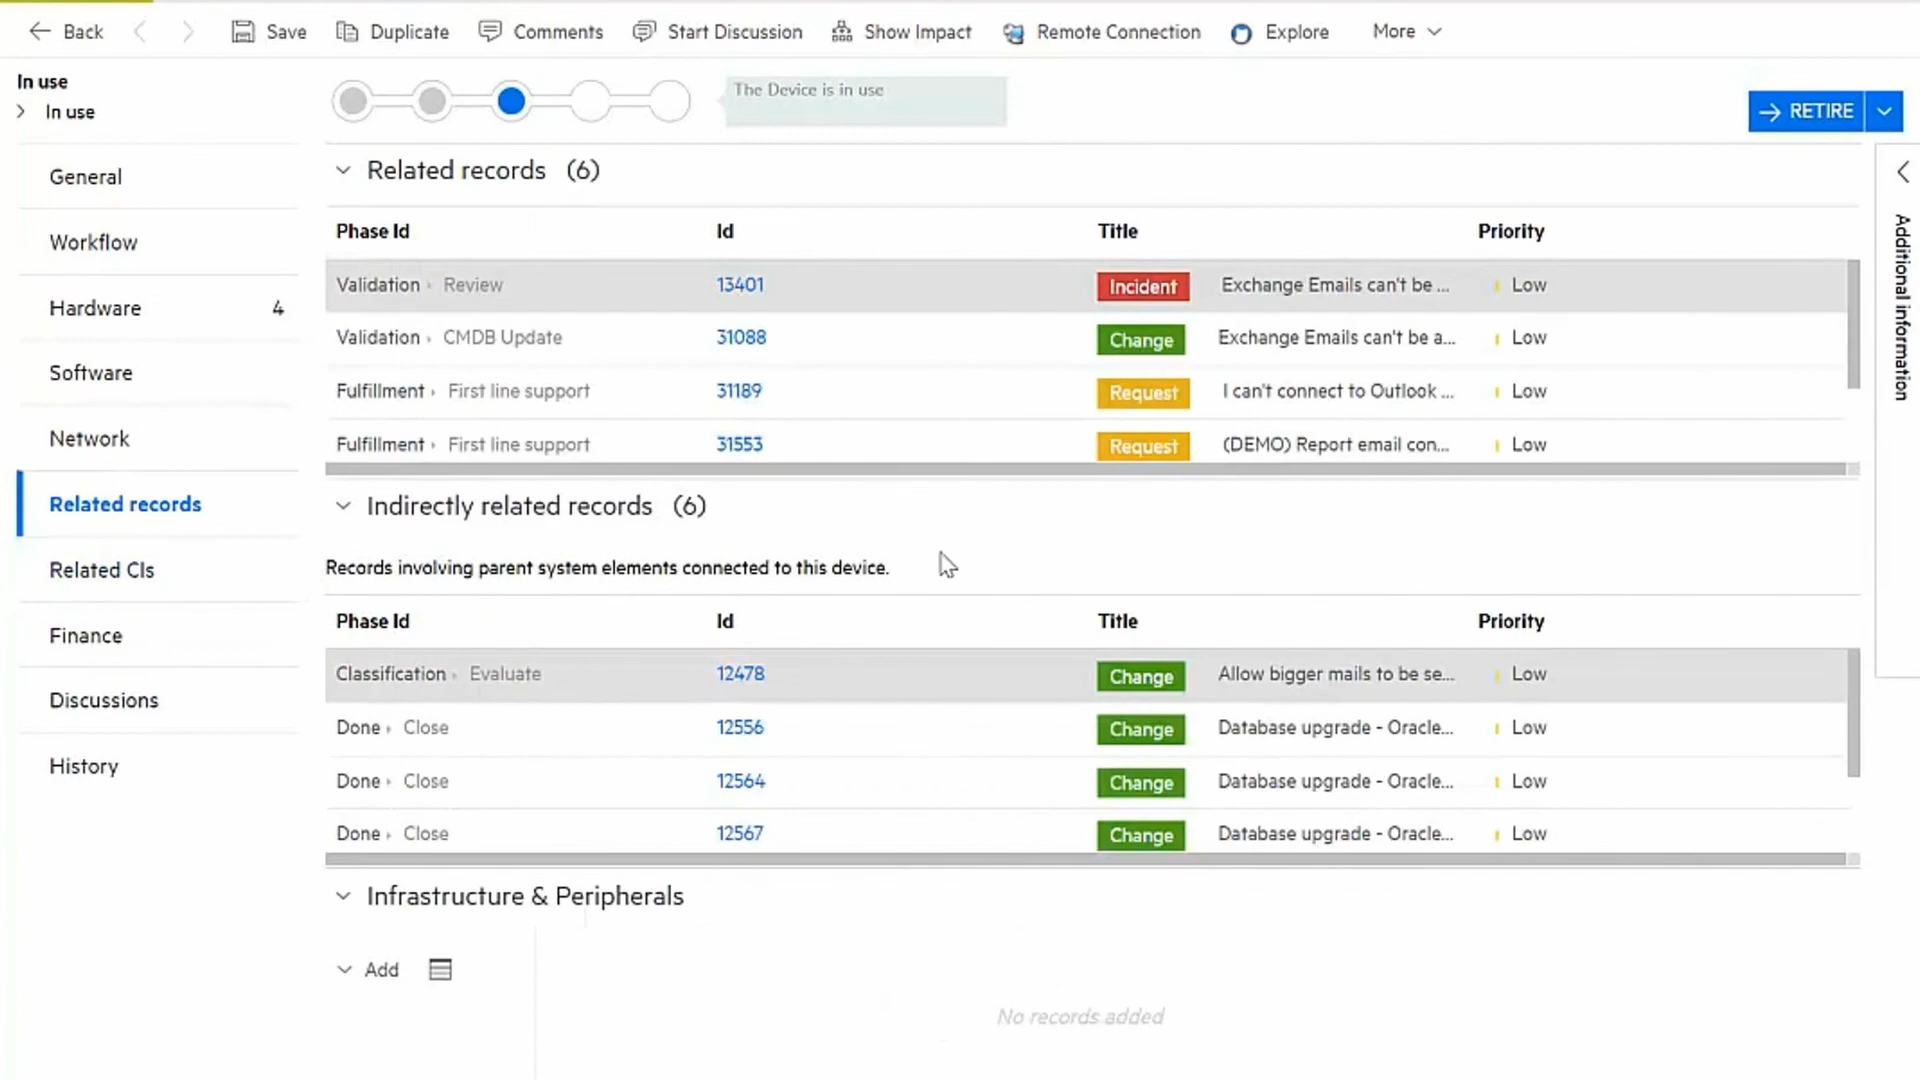 Back Save Duplicate Comments Start Discussion Show Impact Remote Connection Explore More
In use
In use
The Device is in use
RETIRE
General
Workflow
Hardware 4
Software
Network
Related records
Related CIs
Finance
Discussions
History
Related records (6)
Phase Id Id Title Priority
Validation Review 13401 Incident Exchange Emails can't be ... Low
Validation CMDB Update 31088 Change Exchange Emails can't be a... Low
Fulfillment First line support 31189 Request I can't connect to Outlook ... Low
Fulfillment First line support 31553 Request (DEMO) Report email con... Low
Indirectly related records (6)
Records involving parent system elements connected to this device.
Phase Id Id Title Priority
Classification Evaluate 12478 Change Allow bigger mails to be se... Low
Done Close 12556 Change Database upgrade - Oracle... Low
Done Close 12564 Change Database upgrade - Oracle... Low
Done Close 12567 Change Database upgrade - Oracle... Low
Infrastructure & Peripherals
Add
No records added
Additional information